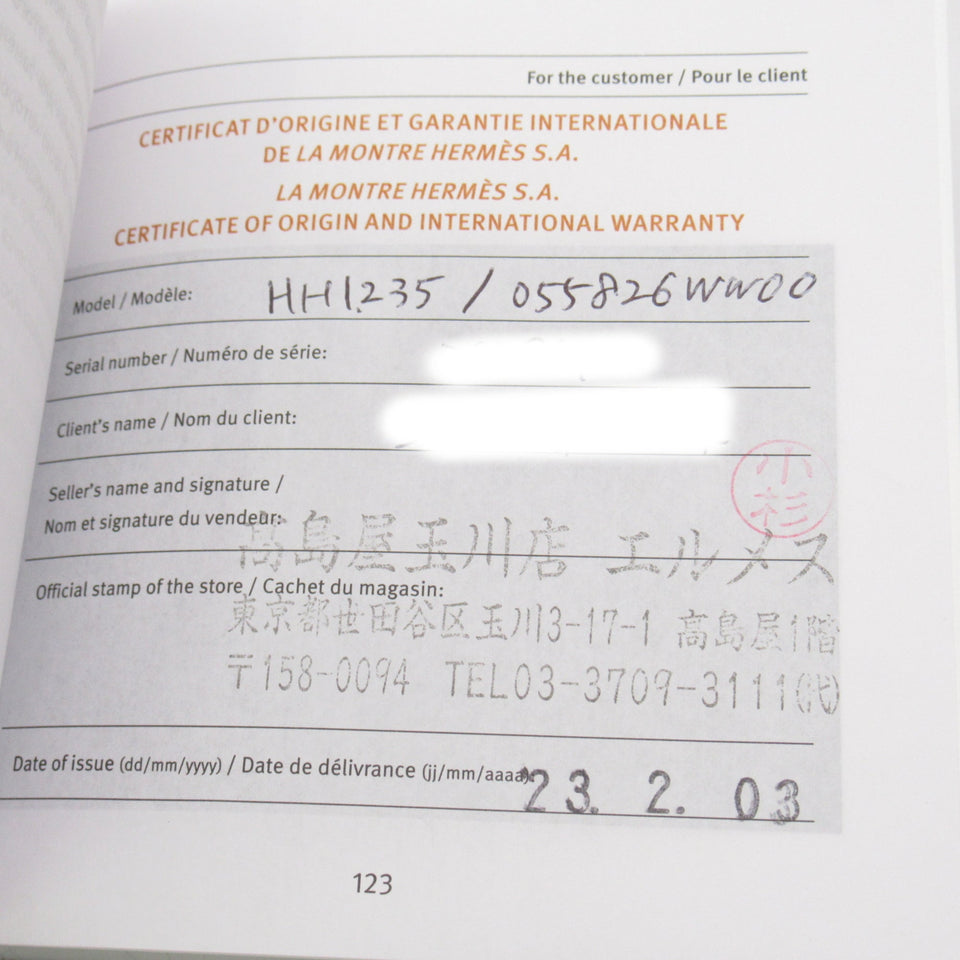 For the customer / Pour le client
CERTIFICAT D'ORIGINE ET GARANTIE INTERNATIONALE
DE LA MONTRE HERMÈS S.A.
LA MONTRE HERMÈS S.A.
CERTIFICATE OF ORIGIN AND INTERNATIONAL WARRANTY
Model / Modèle: HH1.235 / 055826WW00
Serial number / Numéro de série:
Client's name / Nom du client:
小杉
Seller's name and signature /
Nom et signature du vendeur:
高島屋玉川店 エルメス
Official stamp of the store / Cachet du magasin:
東京都世田谷区玉川3-17-1 高島屋1階
〒158-0094 TEL03-3709-3111㈹
Date of issue (dd/mm/yyyy) / Date de délivrance (jj/mm/aaaa): '23. 2. 03
123